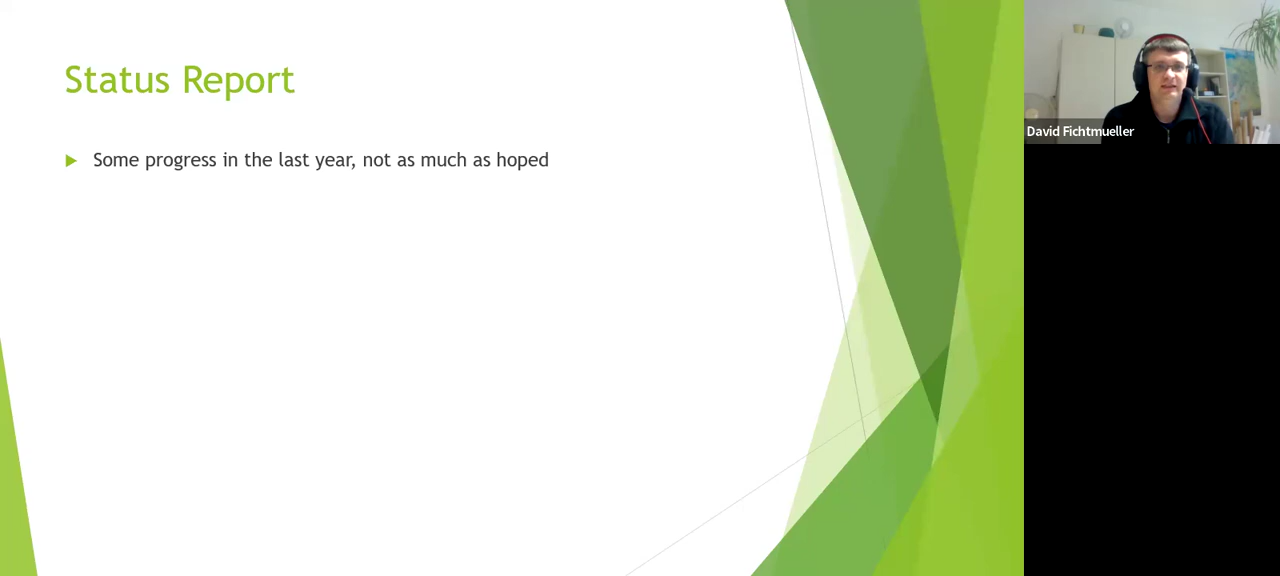 Status Report
Some progress in the last year, not as much as hoped
David Fichtmueller